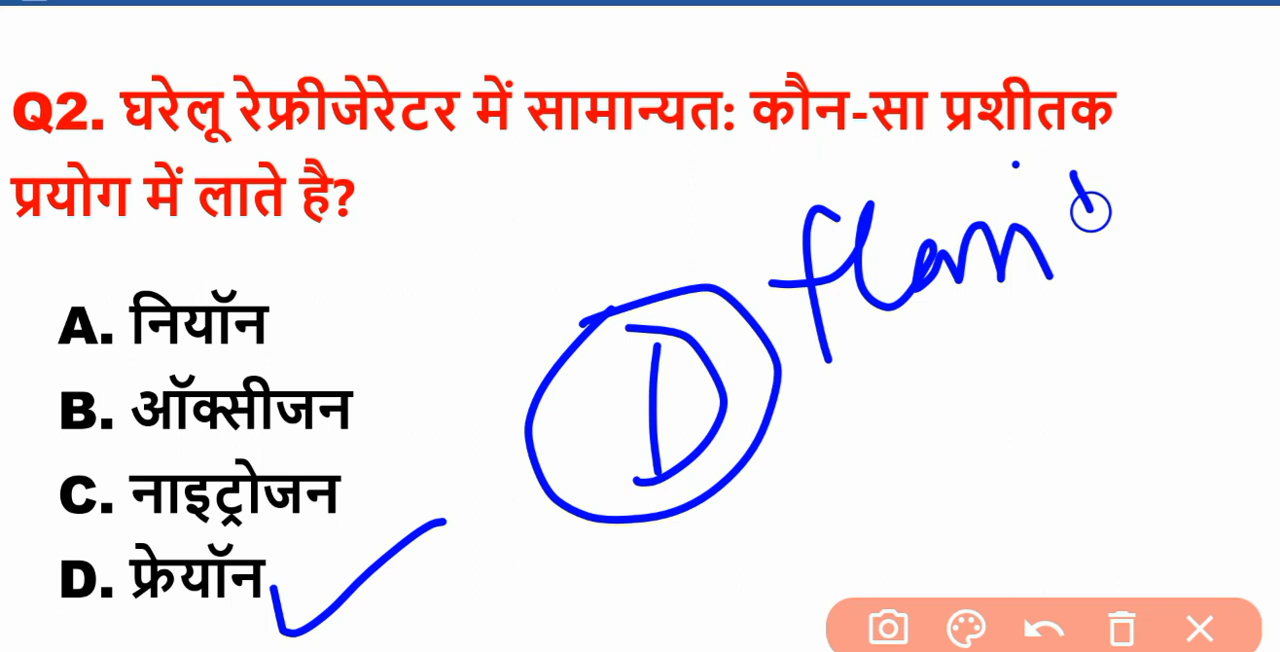 Q2. घरेलू रेफ्रीजेरेटर में सामान्यत: कौन-सा प्रशीतक
प्रयोग में लाते है?
A. नियॉन
B. ऑक्सीजन
C. नाइट्रोजन
D. फ्रेयॉन
D